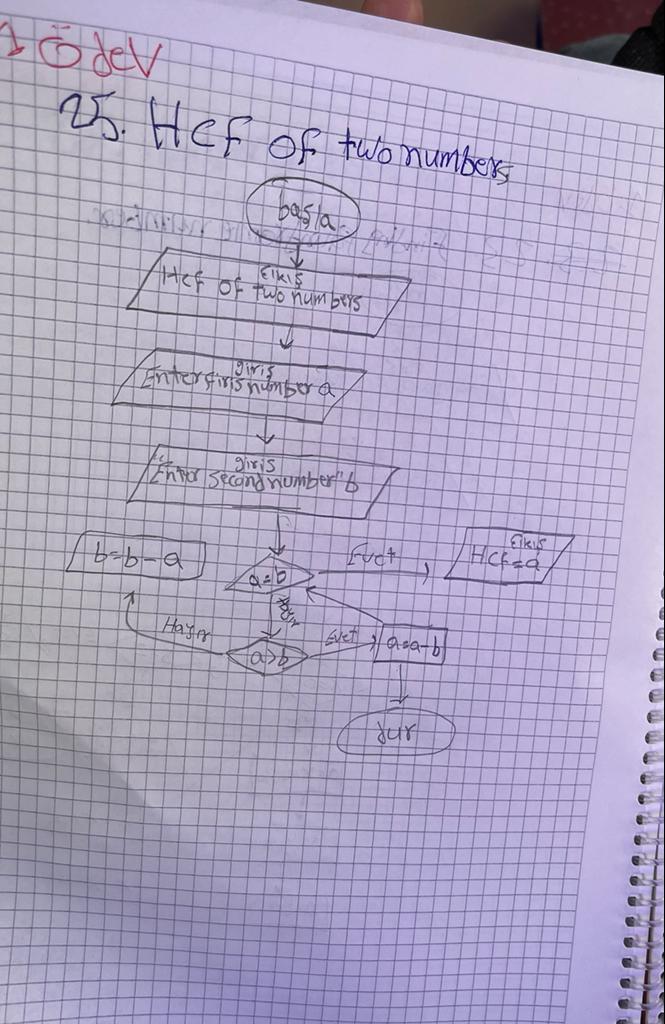 1 ödev
25. Hcf of two numbers
başla
Çıkış
Hcf of two numbers
giriş
Enter firis number a
giriş
"Enter second number" b
b=b-a
a=b
Evet
Çıkış
Hcf=a
Hayır
Hayır
a>b
Evet
a=a-b
dur